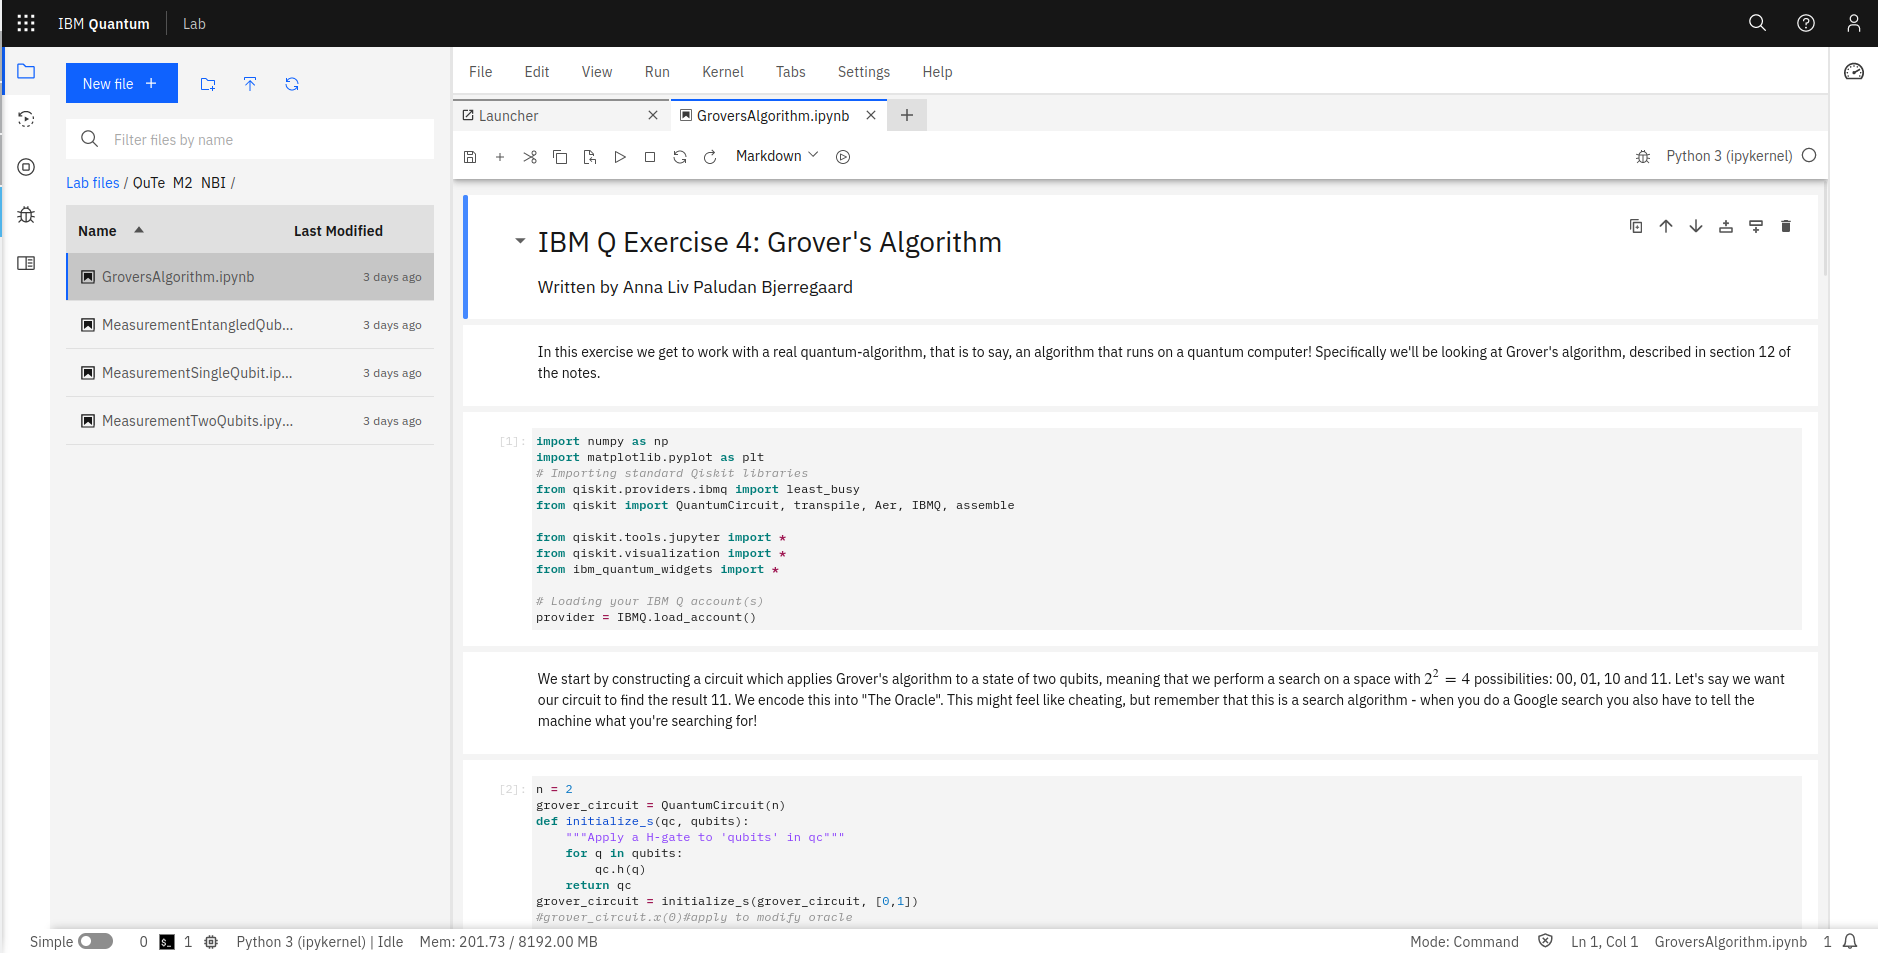 IBM Quantum Lab
New file +
Filter files by name
Lab files / QuTe M2 NBI /
Name Last Modified
GroversAlgorithm.ipynb 3 days ago
MeasurementEntangledQub... 3 days ago
MeasurementSingleQubit.ip... 3 days ago
MeasurementTwoQubits.ipy... 3 days ago
File Edit View Run Kernel Tabs Settings Help
Launcher GroversAlgorithm.ipynb
Markdown Python 3 (ipykernel)
IBM Q Exercise 4: Grover's Algorithm
Written by Anna Liv Paludan Bjerregaard
In this exercise we get to work with a real quantum-algorithm, that is to say, an algorithm that runs on a quantum computer! Specifically we'll be looking at Grover's algorithm, described in section 12 of
the notes.
[1]: import numpy as np
import matplotlib.pyplot as plt
# Importing standard Qiskit libraries
from qiskit.providers.ibmq import least_busy
from qiskit import QuantumCircuit, transpile, Aer, IBMQ, assemble
from qiskit.tools.jupyter import *
from qiskit.visualization import *
from ibm_quantum_widgets import *
# Loading your IBM Q account(s)
provider = IBMQ.load_account()
We start by constructing a circuit which applies Grover's algorithm to a state of two qubits, meaning that we perform a search on a space with 2² = 4 possibilities: 00, 01, 10 and 11. Let's say we want
our circuit to find the result 11. We encode this into "The Oracle". This might feel like cheating, but remember that this is a search algorithm - when you do a Google search you also have to tell the
machine what you're searching for!
[2]: n = 2
grover_circuit = QuantumCircuit(n)
def initialize_s(qc, qubits):
"""Apply a H-gate to 'qubits' in qc"""
for q in qubits:
qc.h(q)
return qc
grover_circuit = initialize_s(grover_circuit, [0,1])
#grover_circuit.x(0)#apply to modify oracle
Simple 0 $_ 1 Python 3 (ipykernel) | Idle Mem: 201.73 / 8192.00 MB Mode: Command Ln 1, Col 1 GroversAlgorithm.ipynb 1